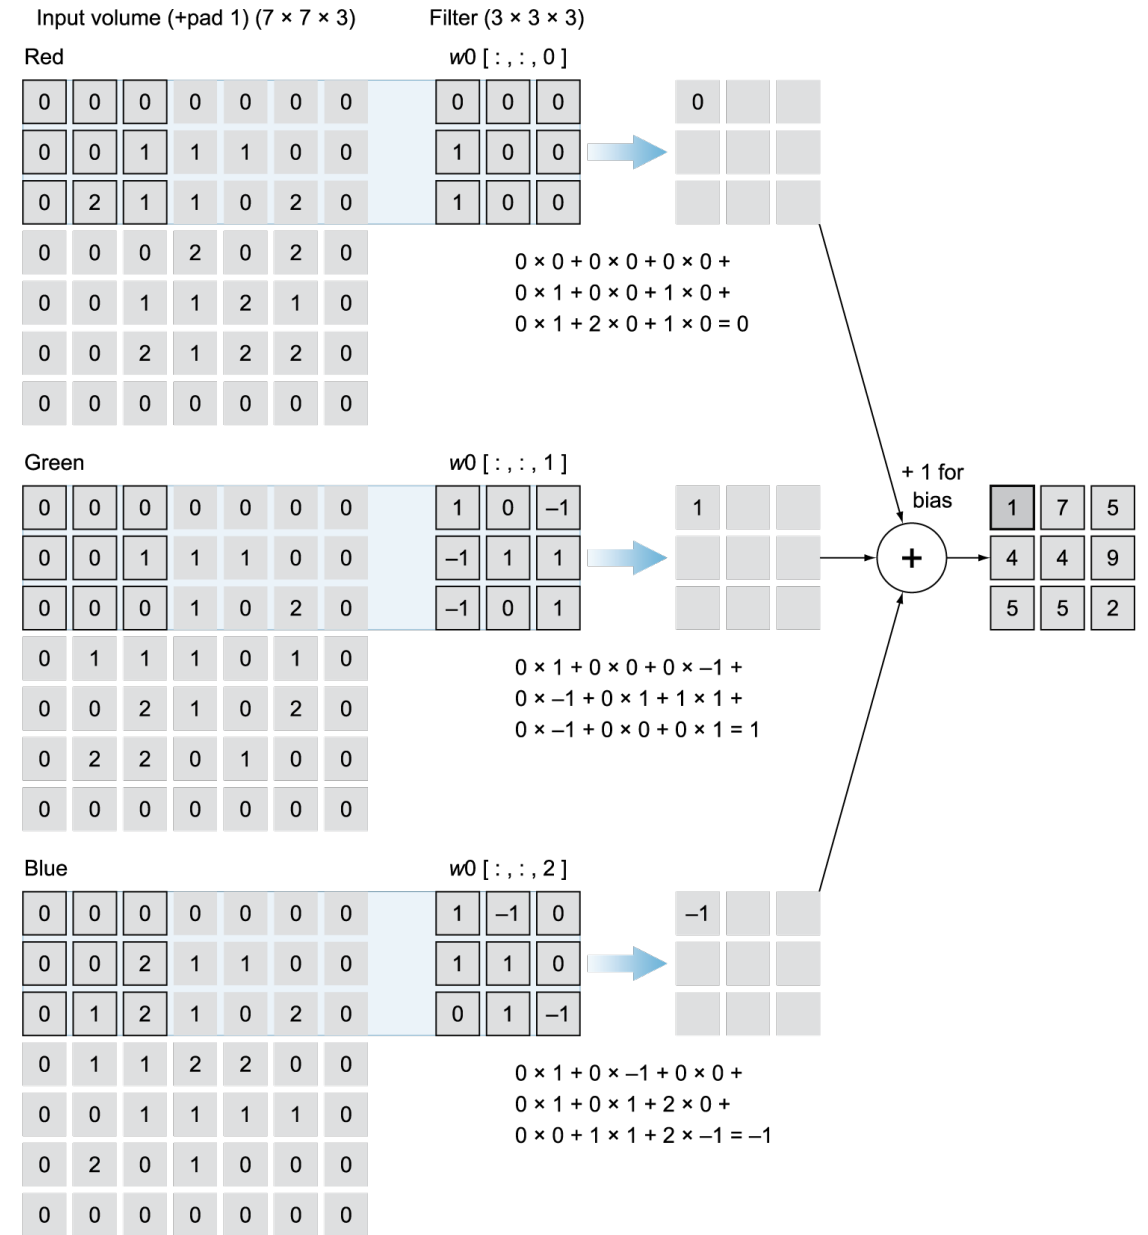 Input volume (+pad 1) (7 × 7 × 3) Filter (3 × 3 × 3)
Red w0 [ : , : , 0 ]
0 0 0 0 0 0 0 0 0 0 0
0 0 1 1 1 0 0 1 0 0
0 2 1 1 0 2 0 1 0 0
0 0 0 2 0 2 0
0 0 1 1 2 1 0
0 0 2 1 2 2 0
0 0 0 0 0 0 0
0 × 0 + 0 × 0 + 0 × 0 +
0 × 1 + 0 × 0 + 1 × 0 +
0 × 1 + 2 × 0 + 1 × 0 = 0
Green w0 [ : , : , 1 ]
0 0 0 0 0 0 0 1 0 –1 1
0 0 1 1 1 0 0 –1 1 1
0 0 0 1 0 2 0 –1 0 1
0 1 1 1 0 1 0
0 0 2 1 0 2 0
0 2 2 0 1 0 0
0 0 0 0 0 0 0
0 × 1 + 0 × 0 + 0 × –1 +
0 × –1 + 0 × 1 + 1 × 1 +
0 × –1 + 0 × 0 + 0 × 1 = 1
+ 1 for
bias
+
1 7 5
4 4 9
5 5 2
Blue w0 [ : , : , 2 ]
0 0 0 0 0 0 0 1 –1 0 –1
0 0 2 1 1 0 0 1 1 0
0 1 2 1 0 2 0 0 1 –1
0 1 1 2 2 0 0
0 0 1 1 1 1 0
0 2 0 1 0 0 0
0 0 0 0 0 0 0
0 × 1 + 0 × –1 + 0 × 0 +
0 × 1 + 0 × 1 + 2 × 0 +
0 × 0 + 1 × 1 + 2 × –1 = –1